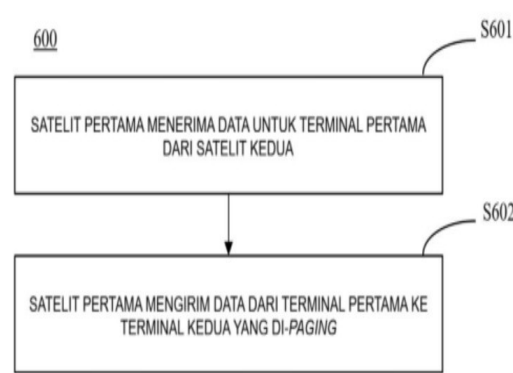 600
S601
SATELIT PERTAMA MENERIMA DATA UNTUK TERMINAL PERTAMA
DARI SATELIT KEDUA
S602
SATELIT PERTAMA MENGIRIM DATA DARI TERMINAL PERTAMA KE
TERMINAL KEDUA YANG DI-PAGING